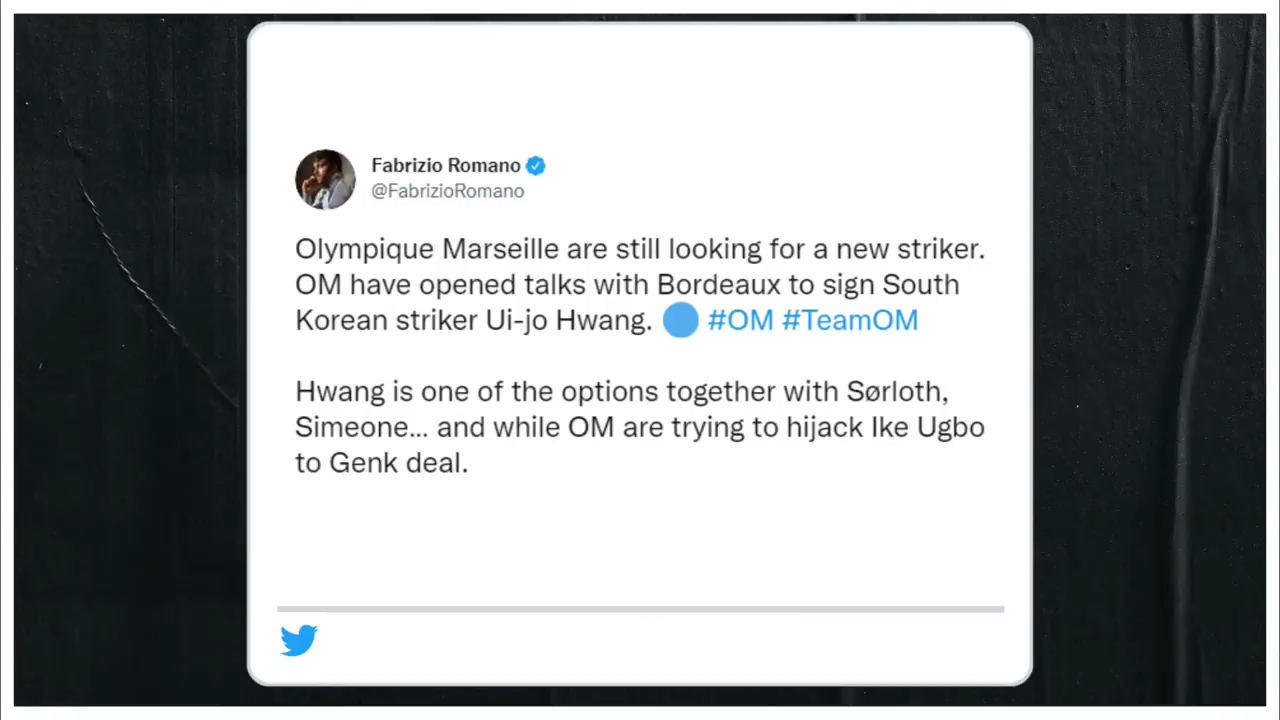 Fabrizio Romano
@FabrizioRomano
Olympique Marseille are still looking for a new striker.
OM have opened talks with Bordeaux to sign South
Korean striker Ui-jo Hwang. 🔵 #OM #TeamOM
Hwang is one of the options together with Sørloth,
Simeone... and while OM are trying to hijack Ike Ugbo
to Genk deal.